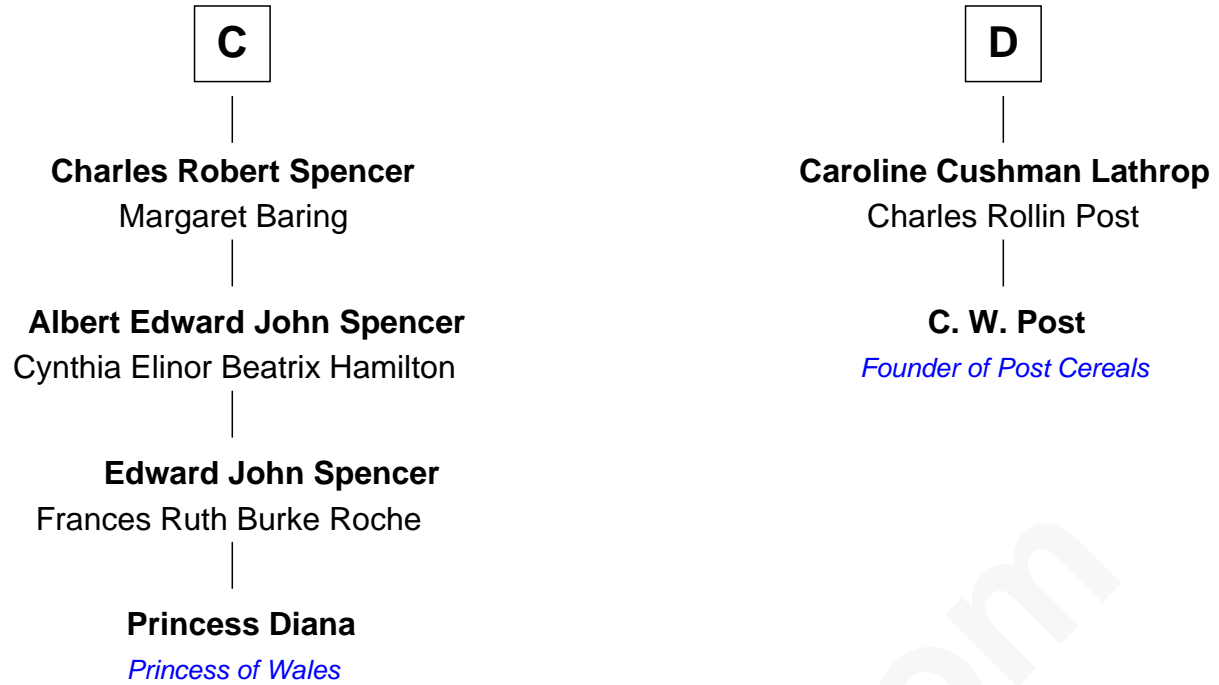 C
Charles Robert Spencer
Margaret Baring
Albert Edward John Spencer
Cynthia Elinor Beatrix Hamilton
Edward John Spencer
Frances Ruth Burke Roche
Princess Diana
Princess of Wales
D
Caroline Cushman Lathrop
Charles Rollin Post
C. W. Post
Founder of Post Cereals
om